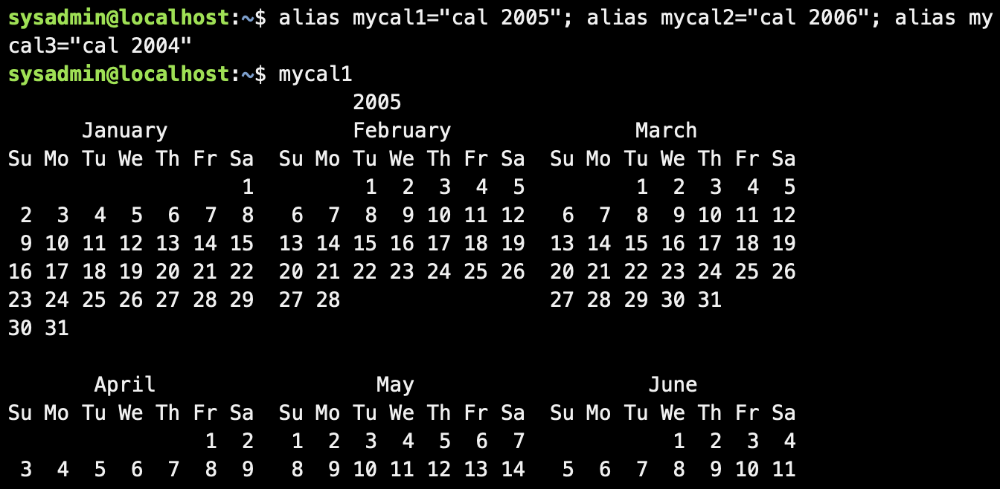 sysadmin@localhost:~$ alias mycal1="cal 2005"; alias mycal2="cal 2006"; alias my
cal3="cal 2004"
sysadmin@localhost:~$ mycal1
                            2005
      January               February               March
Su Mo Tu We Th Fr Sa  Su Mo Tu We Th Fr Sa  Su Mo Tu We Th Fr Sa
                   1         1  2  3  4  5         1  2  3  4  5
 2  3  4  5  6  7  8   6  7  8  9 10 11 12   6  7  8  9 10 11 12
 9 10 11 12 13 14 15  13 14 15 16 17 18 19  13 14 15 16 17 18 19
16 17 18 19 20 21 22  20 21 22 23 24 25 26  20 21 22 23 24 25 26
23 24 25 26 27 28 29  27 28                 27 28 29 30 31
30 31
       April                  May                   June
Su Mo Tu We Th Fr Sa  Su Mo Tu We Th Fr Sa  Su Mo Tu We Th Fr Sa
                1  2   1  2  3  4  5  6  7            1  2  3  4
 3  4  5  6  7  8  9   8  9 10 11 12 13 14   5  6  7  8  9 10 11